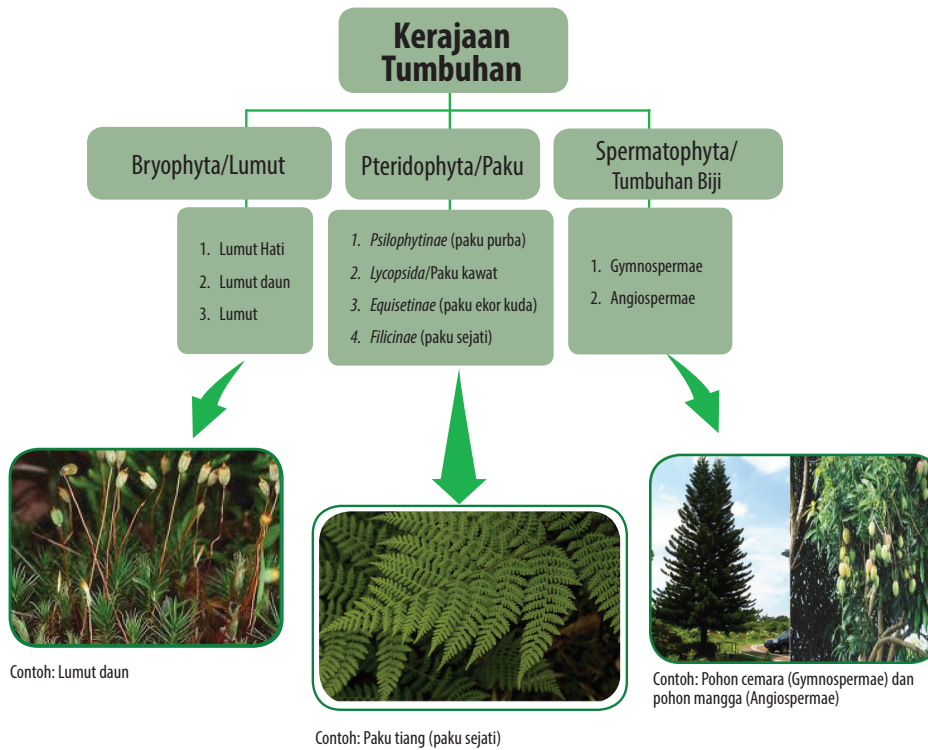 Kerajaan
Tumbuhan
Bryophyta/Lumut
Pteridophyta/Paku
Spermatophyta/
Tumbuhan Biji
1. Lumut Hati
2. Lumut daun
3. Lumut
1. Psilophytinae (paku purba)
2. Lycopsida/Paku kawat
3. Equisetinae (paku ekor kuda)
4. Filicinae (paku sejati)
1. Gymnospermae
2. Angiospermae
Contoh: Lumut daun
Contoh: Paku tiang (paku sejati)
Contoh: Pohon cemara (Gymnospermae) dan
pohon mangga (Angiospermae)